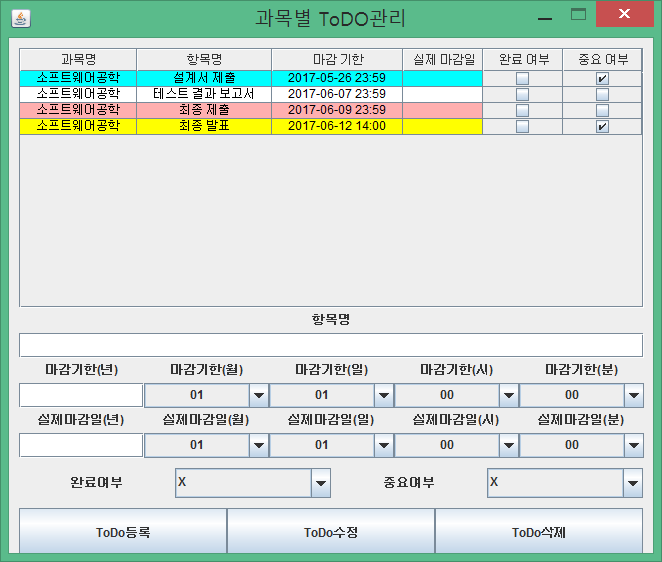 과목별 ToDO관리
과목명 항목명 마감 기한 실제 마감일 완료 여부 중요 여부
소프트웨어공학 설계서 제출 2017-05-26 23:59
소프트웨어공학 테스트 결과 보고서 2017-06-07 23:59
소프트웨어공학 최종 제출 2017-06-09 23:59
소프트웨어공학 최종 발표 2017-06-12 14:00
항목명
마감기한(년) 마감기한(월) 마감기한(일) 마감기한(시) 마감기한(분)
01 01 00 00
실제마감일(년) 실제마감일(월) 실제마감일(일) 실제마감일(시) 실제마감일(분)
01 01 00 00
완료여부 X 중요여부 X
ToDo등록 ToDo수정 ToDo삭제